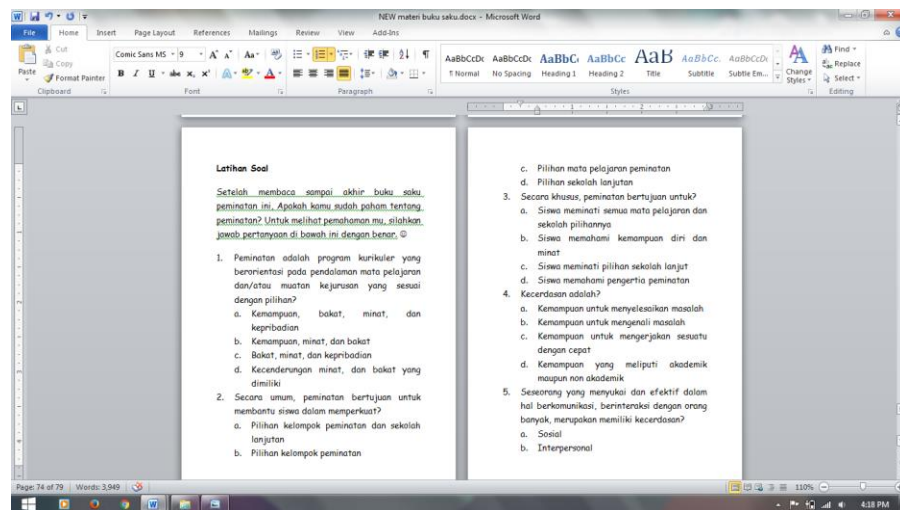 NEW materi buku saku.docx - Microsoft Word
File Home Insert Page Layout References Mailings Review View Add-Ins
Cut
Copy
Paste
Format Painter
Clipboard
Comic Sans MS 9
Font
Paragraph
AaBbCcDc AaBbCcDc AaBbC AaBbCc AaB AaBbCc. AaBbCcDc
¶ Normal No Spacing Heading 1 Heading 2 Title Subtitle Subtle Em...
Styles
Change Styles
Find
Replace
Select
Editing
Latihan Soal
Setelah membaca sampai akhir buku saku
peminatan ini, Apakah kamu sudah paham tentang
peminatan? Untuk melihat pemahaman mu, silahkan
jawab pertanyaan di bawah ini dengan benar. ☺
1. Peminatan adalah program kurikuler yang
berorientasi pada pendalaman mata pelajaran
dan/atau muatan kejurusan yang sesuai
dengan pilihan?
a. Kemampuan, bakat, minat, dan
kepribadian
b. Kemampuan, minat, dan bakat
c. Bakat, minat, dan kepribadian
d. Kecenderungan minat, dan bakat yang
dimiliki
2. Secara umum, peminatan bertujuan untuk
membantu siswa dalam memperkuat?
a. Pilihan kelompok peminatan dan sekolah
lanjutan
b. Pilihan kelompok peminatan
c. Pilihan mata pelajaran peminatan
d. Pilihan sekolah lanjutan
3. Secara khusus, peminatan bertujuan untuk?
a. Siswa meminati semua mata pelajaran dan
sekolah pilihannya
b. Siswa memahami kemampuan diri dan
minat
c. Siswa meminati pilihan sekolah lanjut
d. Siswa memahami pengertia peminatan
4. Kecerdasan adalah?
a. Kemampuan untuk menyelesaikan masalah
b. Kemampuan untuk mengenali masalah
c. Kemampuan untuk mengerjakan sesuatu
dengan cepat
d. Kemampuan yang meliputi akademik
maupun non akademik
5. Seseorang yang menyukai dan efektif dalam
hal berkomunikasi, berinteraksi dengan orang
banyak, merupakan memiliki kecerdasan?
a. Sosial
b. Interpersonal
Page: 74 of 79 Words: 3,949
110%
4:18 PM